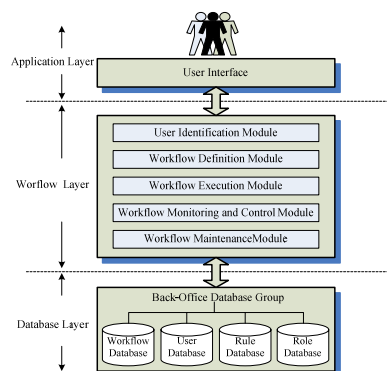 Application Layer
User Interface
User Identification Module
Workflow Definition Module
Workflow Execution Module
Worflow Layer
Workflow Monitoring and Control Module
Workflow MaintenanceModule
Back-Office Database Group
Database Layer
Workflow Database
User Database
Rule Database
Role Database